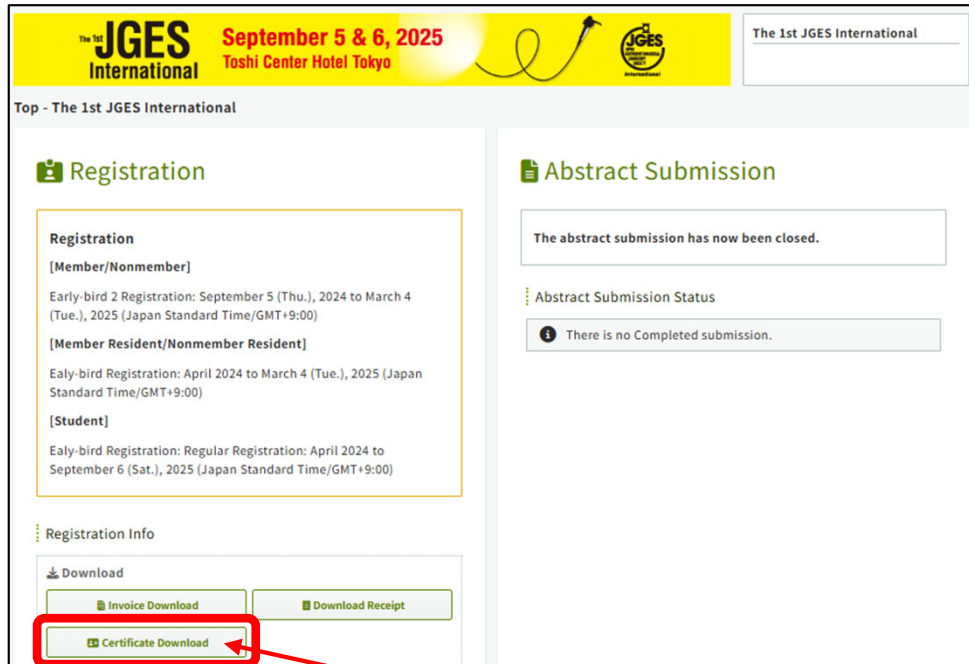 The 1st JGES
International
September 5 & 6, 2025
Toshi Center Hotel Tokyo
JGES
International
The 1st JGES International
Top - The 1st JGES International
Registration
Registration
[Member/Nonmember]
Early-bird 2 Registration: September 5 (Thu.), 2024 to March 4
(Tue.), 2025 (Japan Standard Time/GMT+9:00)
[Member Resident/Nonmember Resident]
Ealy-bird Registration: April 2024 to March 4 (Tue.), 2025 (Japan
Standard Time/GMT+9:00)
[Student]
Ealy-bird Registration: Regular Registration: April 2024 to
September 6 (Sat.), 2025 (Japan Standard Time/GMT+9:00)
Registration Info
Download
Invoice Download
Download Receipt
Certificate Download
Abstract Submission
The abstract submission has now been closed.
Abstract Submission Status
There is no Completed submission.